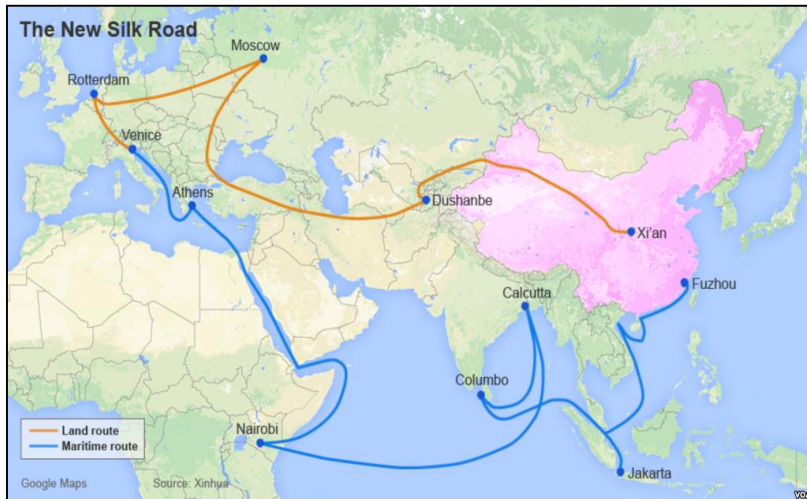 The New Silk Road
Moscow
Rotterdam
Venice
Athens
Dushanbe
Xi'an
Fuzhou
Calcutta
Columbo
Nairobi
Jakarta
Land route
Maritime route
Google Maps
Source: Xinhua